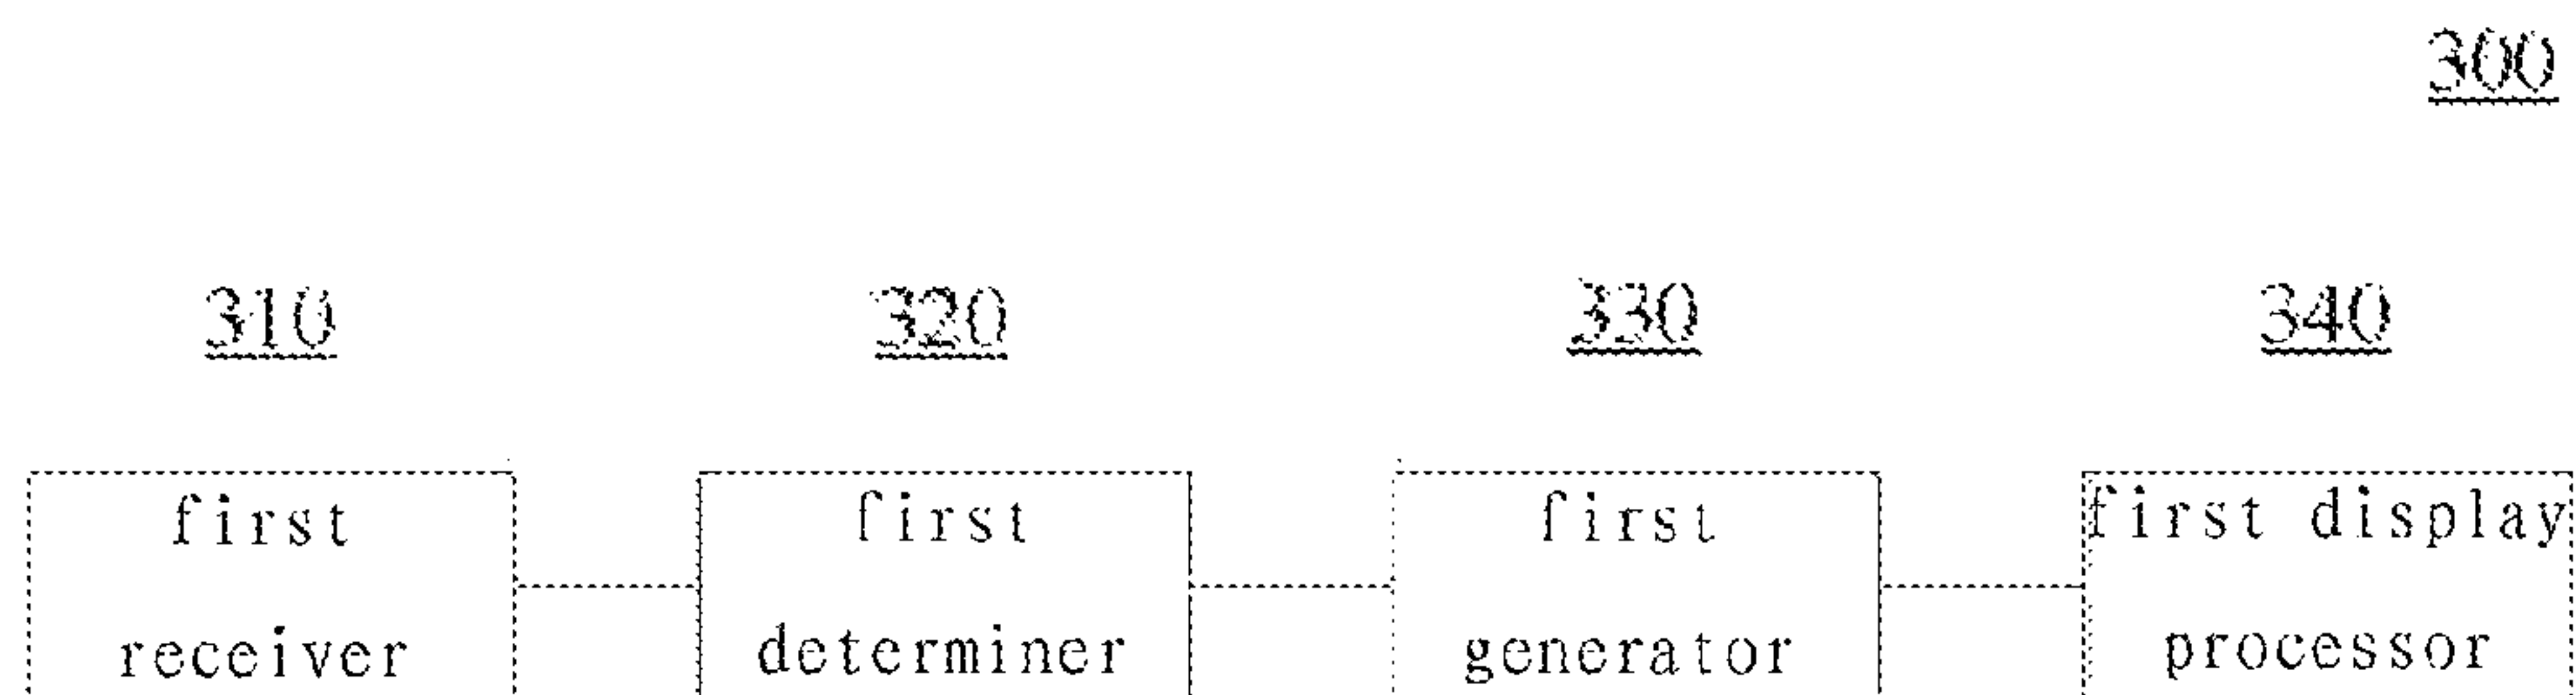 300
310 320 330 340
first first first first display
receiver determiner generator processor